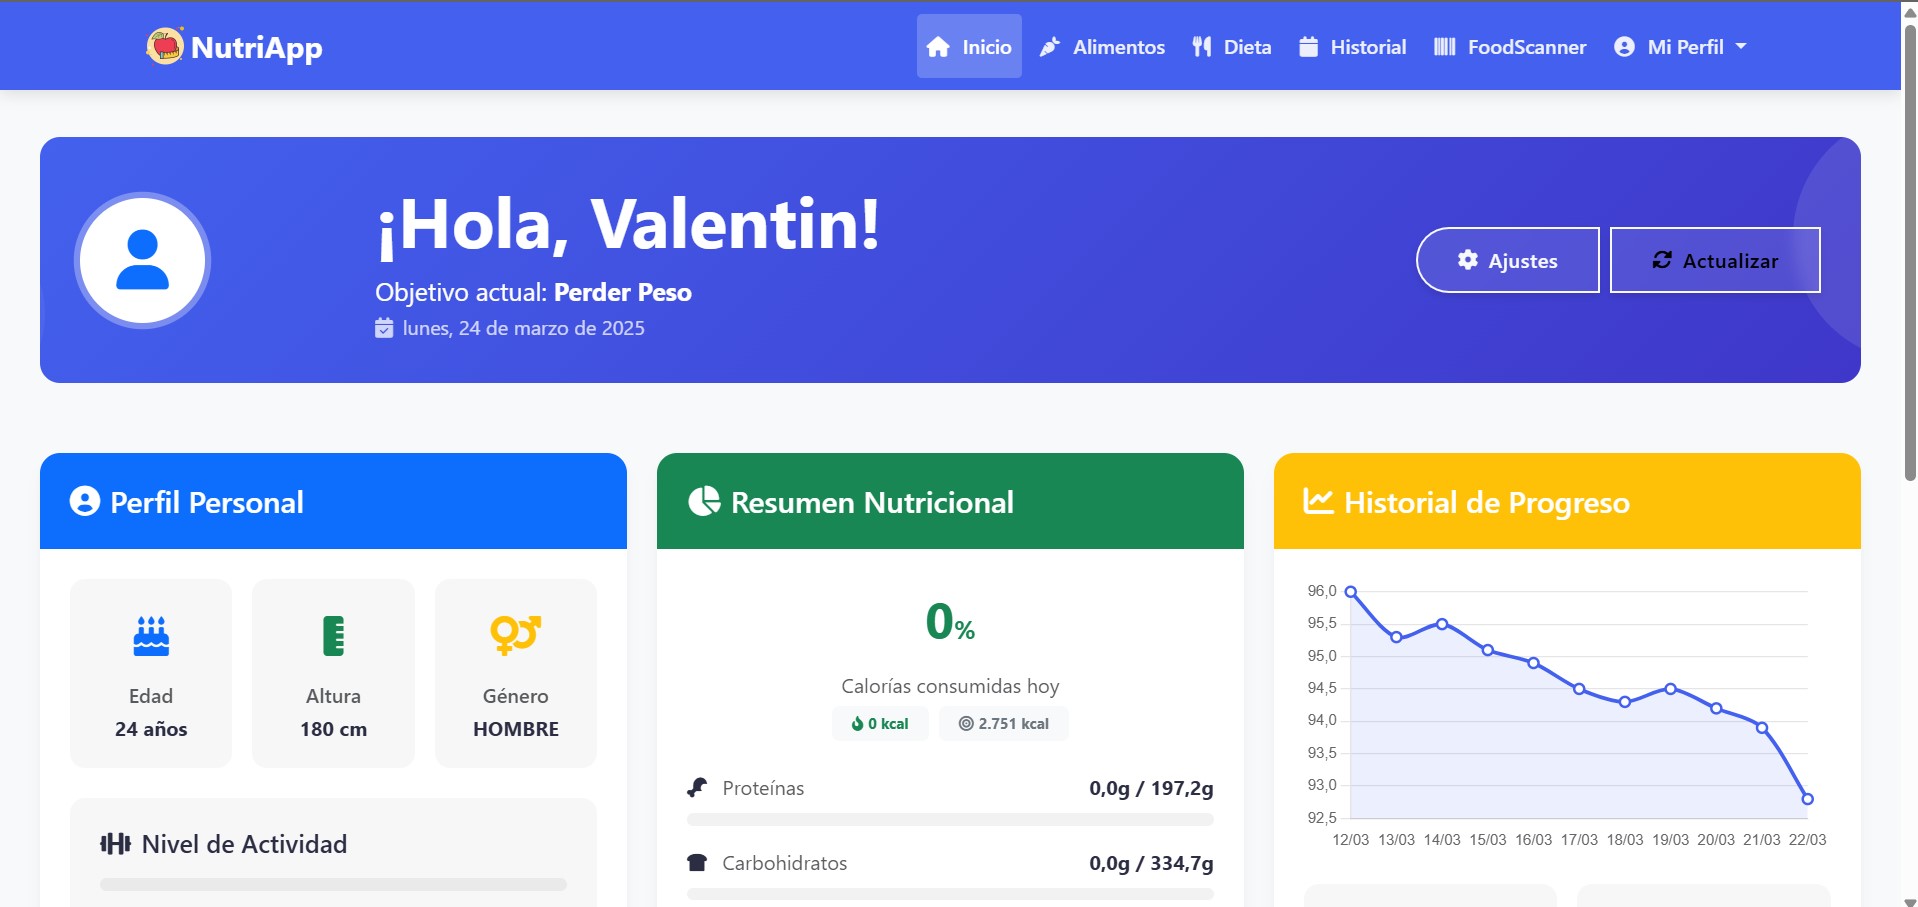 NutriApp
Inicio
Alimentos
Dieta
Historial
FoodScanner
Mi Perfil
¡Hola, Valentin!
Objetivo actual: Perder Peso
lunes, 24 de marzo de 2025
Ajustes
Actualizar
Perfil Personal
Edad
24 años
Altura
180 cm
Género
HOMBRE
Nivel de Actividad
Resumen Nutricional
0%
Calorías consumidas hoy
0 kcal
2.751 kcal
Proteínas
0,0g / 197,2g
Carbohidratos
0,0g / 334,7g
Historial de Progreso
96,0
95,5
95,0
94,5
94,0
93,5
93,0
92,5
12/03 13/03 14/03 15/03 16/03 17/03 18/03 19/03 20/03 21/03 22/03